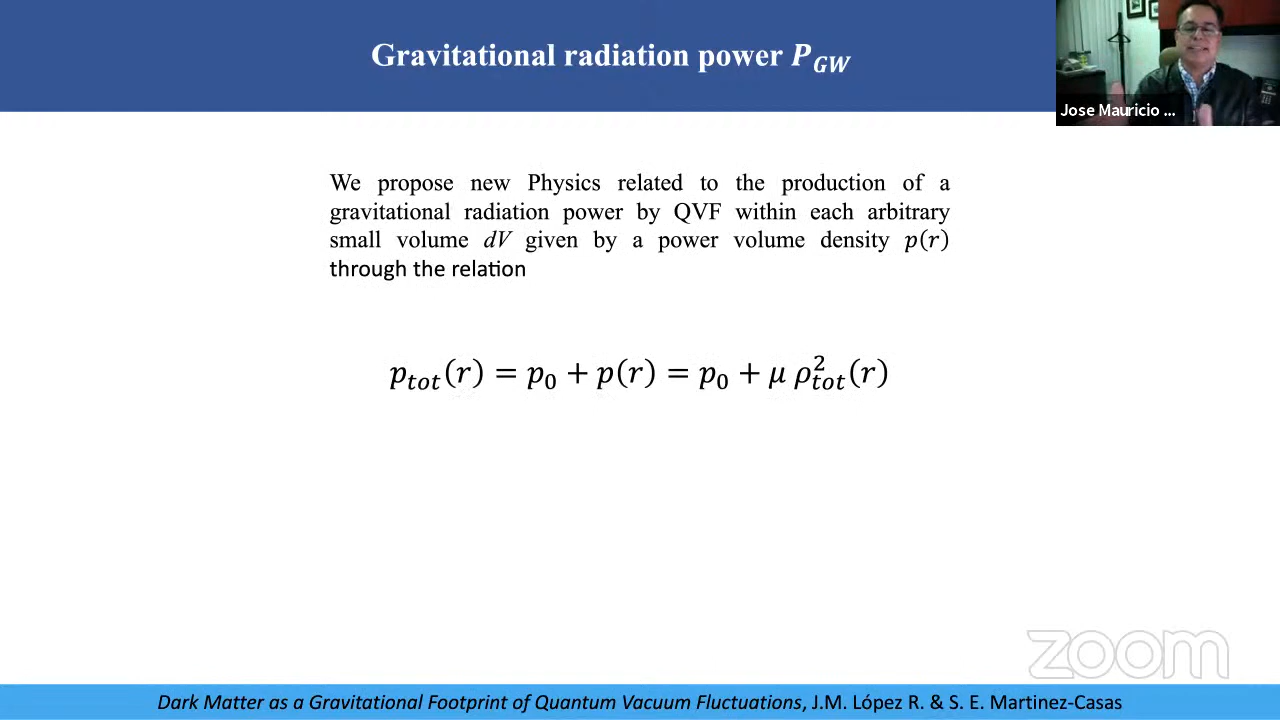 Gravitational radiation power P_GW
Jose Mauricio ...
We propose new Physics related to the production of a
gravitational radiation power by QVF within each arbitrary
small volume dV given by a power volume density p(r)
through the relation
p_tot(r) = p_0 + p(r) = p_0 + μ ρ_tot^2(r)
zoom
Dark Matter as a Gravitational Footprint of Quantum Vacuum Fluctuations, J.M. López R. & S. E. Martinez-Casas